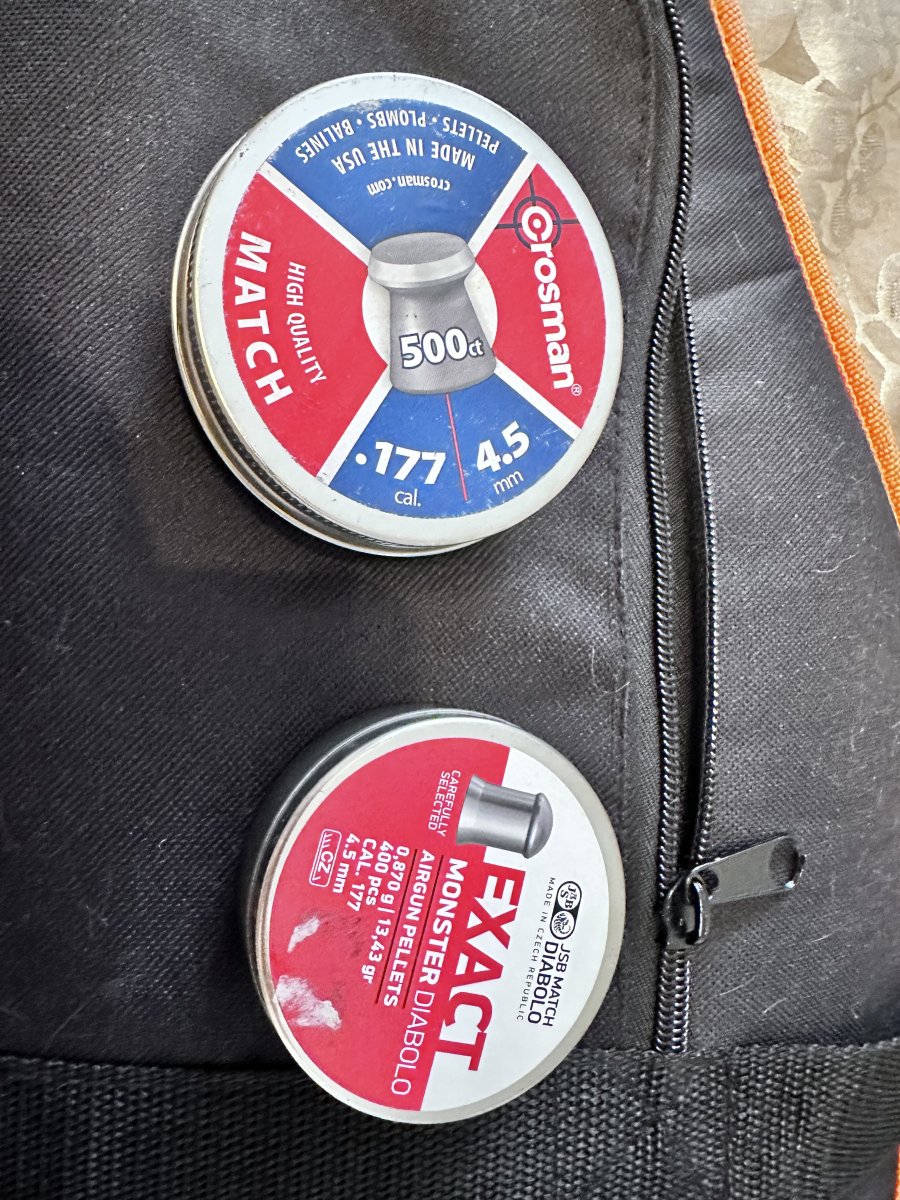 PELLETS • PLOMBS • BALINES
MADE IN THE USA
crosman.com
crosman®
HIGH QUALITY
MATCH
500ct
.177
cal.
4.5
mm
J&B
S
JSB MATCH
DIABOLO
MADE IN CZECH REPUBLIC
EXACT
MONSTER DIABOLO
AIRGUN PELLETS
0,870 g | 13,43 gr
400 pcs
CAL. 177
4.5 mm
CZ
CAREFULLY
SELECTED